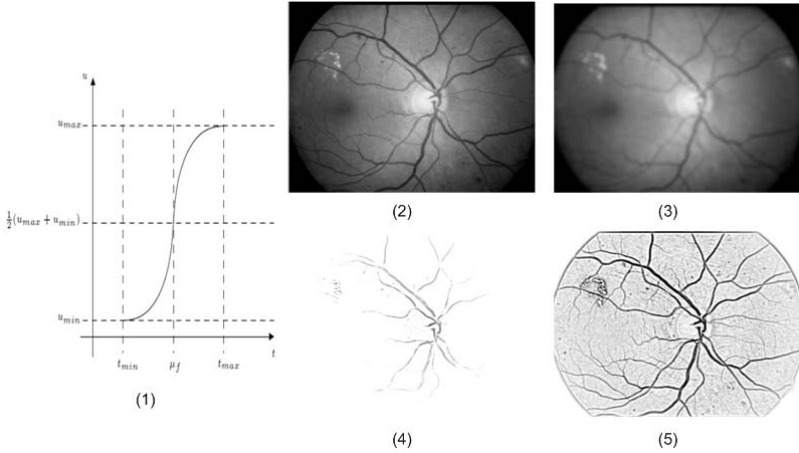 u
u_max
½(u_max + u_min)
u_min
t_min μ_f t_max t
(1)
(2)
(3)
(4)
(5)